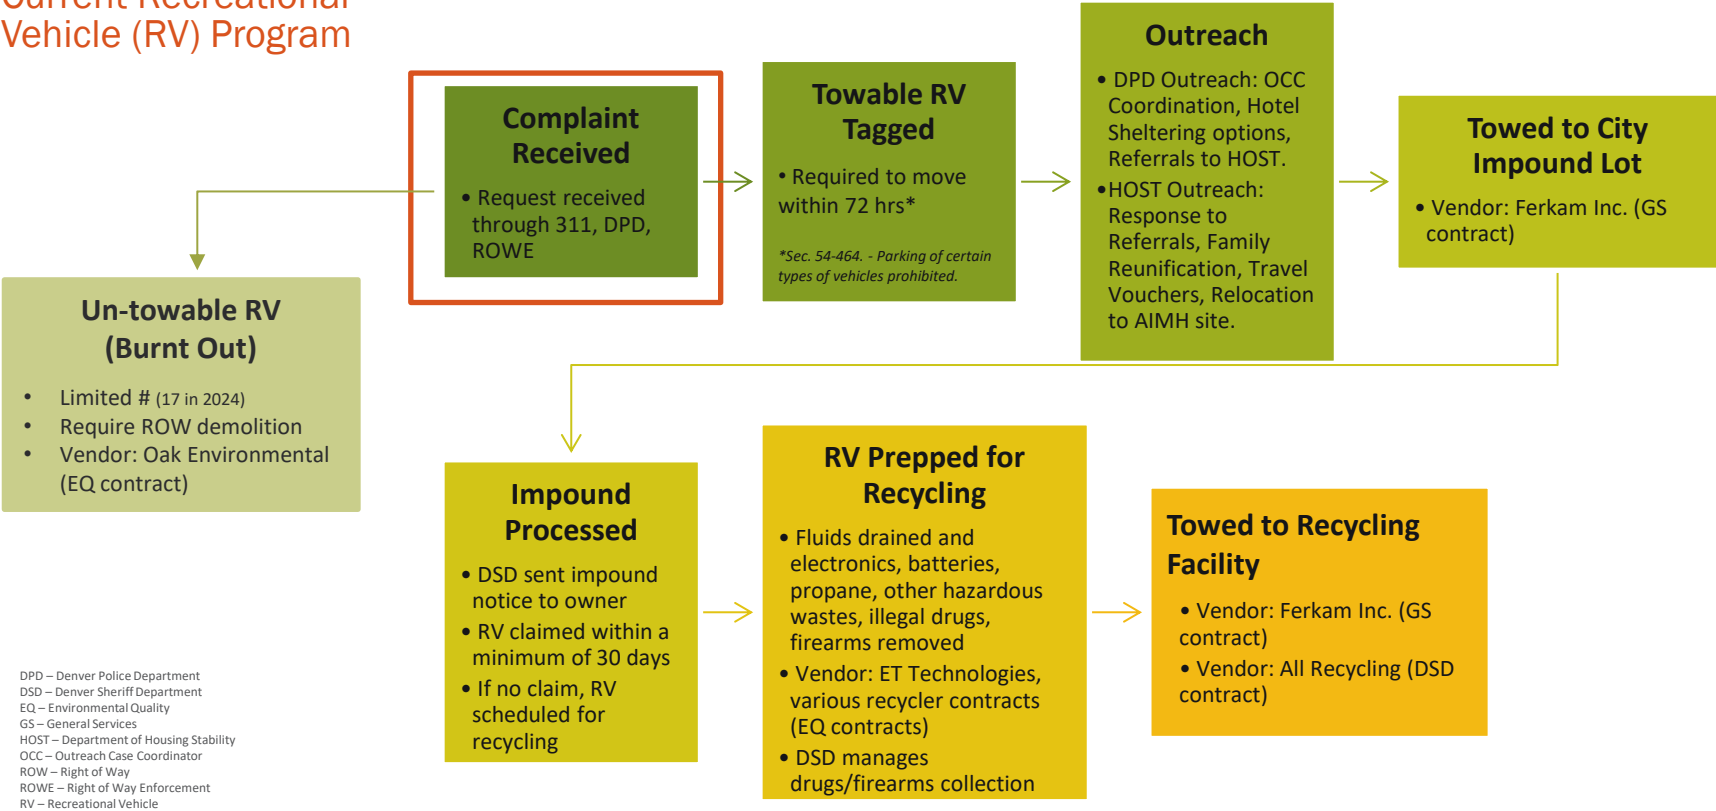 Current Recreational
Vehicle (RV) Program
Complaint
Received
• Request received
through 311, DPD,
ROWE
Towable RV
Tagged
• Required to move
within 72 hrs*
*Sec. 54-464. - Parking of certain
types of vehicles prohibited.
Outreach
• DPD Outreach: OCC
Coordination, Hotel
Sheltering options,
Referrals to HOST.
•HOST Outreach:
Response to
Referrals, Family
Reunification, Travel
Vouchers, Relocation
to AIMH site.
Towed to City
Impound Lot
• Vendor: Ferkam Inc. (GS
contract)
Un-towable RV
(Burnt Out)
• Limited # (17 in 2024)
• Require ROW demolition
• Vendor: Oak Environmental
(EQ contract)
Impound
Processed
• DSD sent impound
notice to owner
• RV claimed within a
minimum of 30 days
• If no claim, RV
scheduled for
recycling
RV Prepped for
Recycling
• Fluids drained and
electronics, batteries,
propane, other hazardous
wastes, illegal drugs,
firearms removed
• Vendor: ET Technologies,
various recycler contracts
(EQ contracts)
• DSD manages
drugs/firearms collection
Towed to Recycling
Facility
• Vendor: Ferkam Inc. (GS
contract)
• Vendor: All Recycling (DSD
contract)
DPD – Denver Police Department
DSD – Denver Sheriff Department
EQ – Environmental Quality
GS – General Services
HOST – Department of Housing Stability
OCC – Outreach Case Coordinator
ROW – Right of Way
ROWE – Right of Way Enforcement
RV – Recreational Vehicle